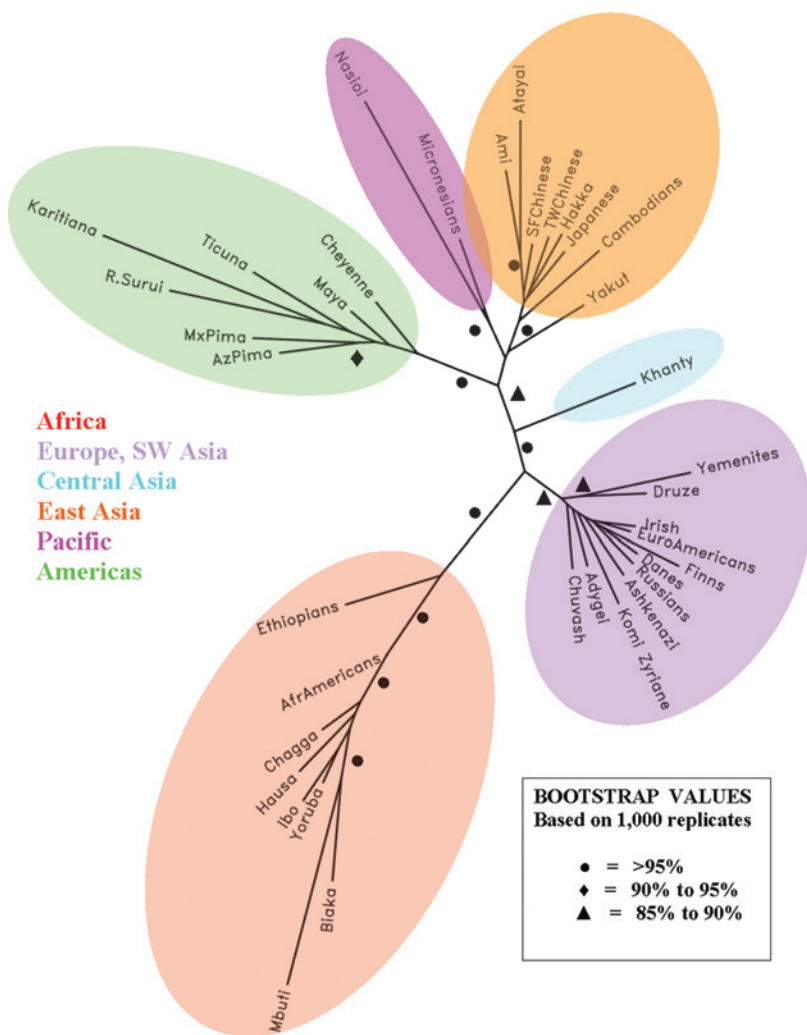 Nasioi
Micronesians
Atayal
Ami
SFChinese
TWChinese
Hakka
Japanese
Cambodians
Yakut
Karitiana
R.Surui
Ticuna
Maya
Cheyenne
MxPima
AzPima
Khanty
Africa
Europe, SW Asia
Central Asia
East Asia
Pacific
Americas
Yemenites
Druze
Irish
EuroAmericans
Finns
Danes
Russians
Ashkenazi
Komi Zyriane
Adygei
Chuvash
Ethiopians
AfrAmericans
Chagga
Hausa
Ibo
Yoruba
Biaka
Mbuti
BOOTSTRAP VALUES
Based on 1,000 replicates
● = >95%
♦ = 90% to 95%
▲ = 85% to 90%